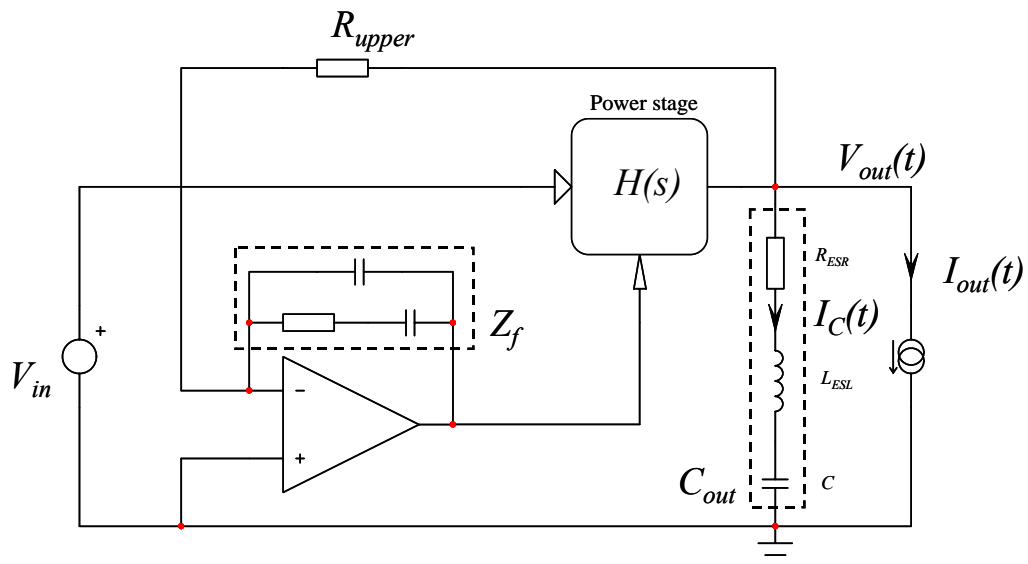 R_upper
Power stage
H(s)
V_out(t)
R_ESR
I_C(t)
I_out(t)
Z_f
+
V_in
L_ESL
−
+
C_out
C